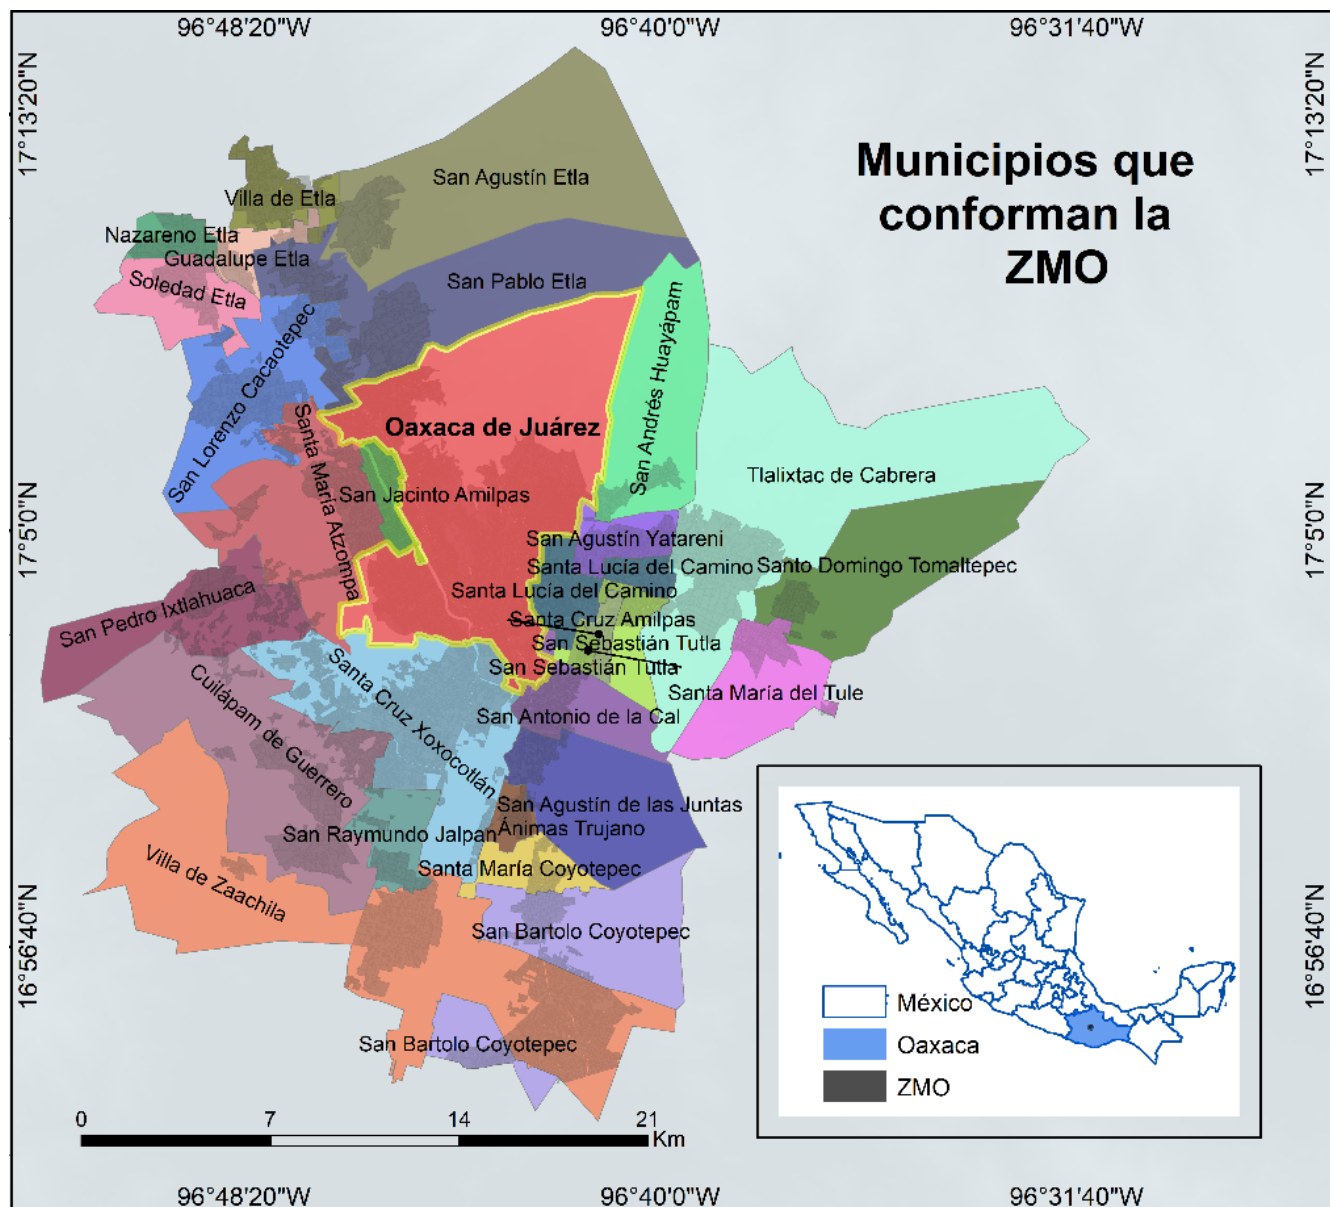 96°48'20"W 96°40'0"W 96°31'40"W
17°13'20"N
17°13'20"N
Municipios que
conforman la
ZMO
San Agustín Etla
Villa de Etla
Nazareno Etla
Guadalupe Etla
Soledad Etla
San Pablo Etla
San Andrés Huayápam
San Lorenzo Cacaotepec
Santa María Atzompa
Oaxaca de Juárez
Tlalixtac de Cabrera
San Jacinto Amilpas
17°5'0"N
17°5'0"N
San Agustín Yatareni
Santa Lucía del Camino
Santo Domingo Tomaltepec
Santa Lucía del Camino
San Pedro Ixtlahuaca
Santa Cruz Amilpas
San Sebastián Tutla
San Sebastián Tutla
Santa María del Tule
Cuilápam de Guerrero
Santa Cruz Xoxocotlán
San Antonio de la Cal
San Agustín de las Juntas
San Raymundo Jalpan
Ánimas Trujano
Villa de Zaachila
Santa María Coyotepec
San Bartolo Coyotepec
16°56'40"N
16°56'40"N
San Bartolo Coyotepec
México
Oaxaca
ZMO
0 7 14 21
Km
96°48'20"W 96°40'0"W 96°31'40"W